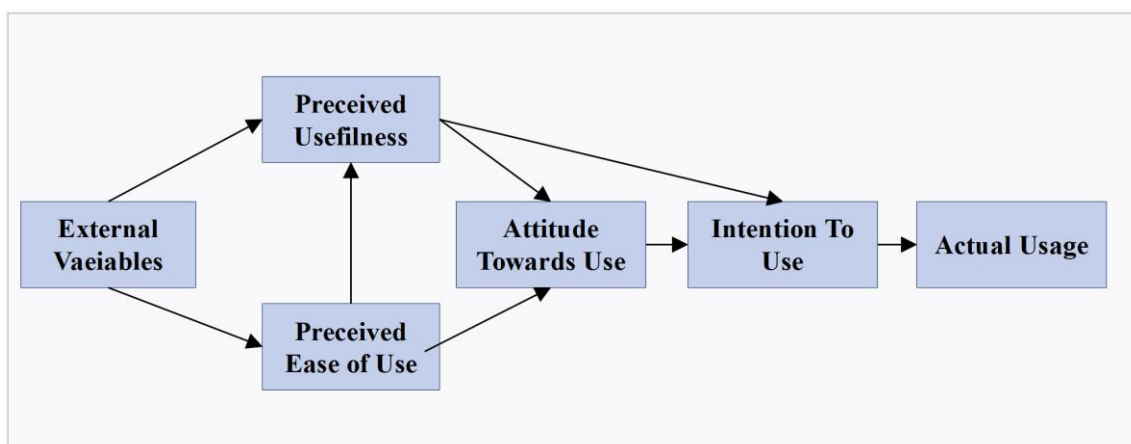 Preceived
Usefilness
External
Vaeiables
Attitude
Towards Use
Intention To
Use
Actual Usage
Preceived
Ease of Use